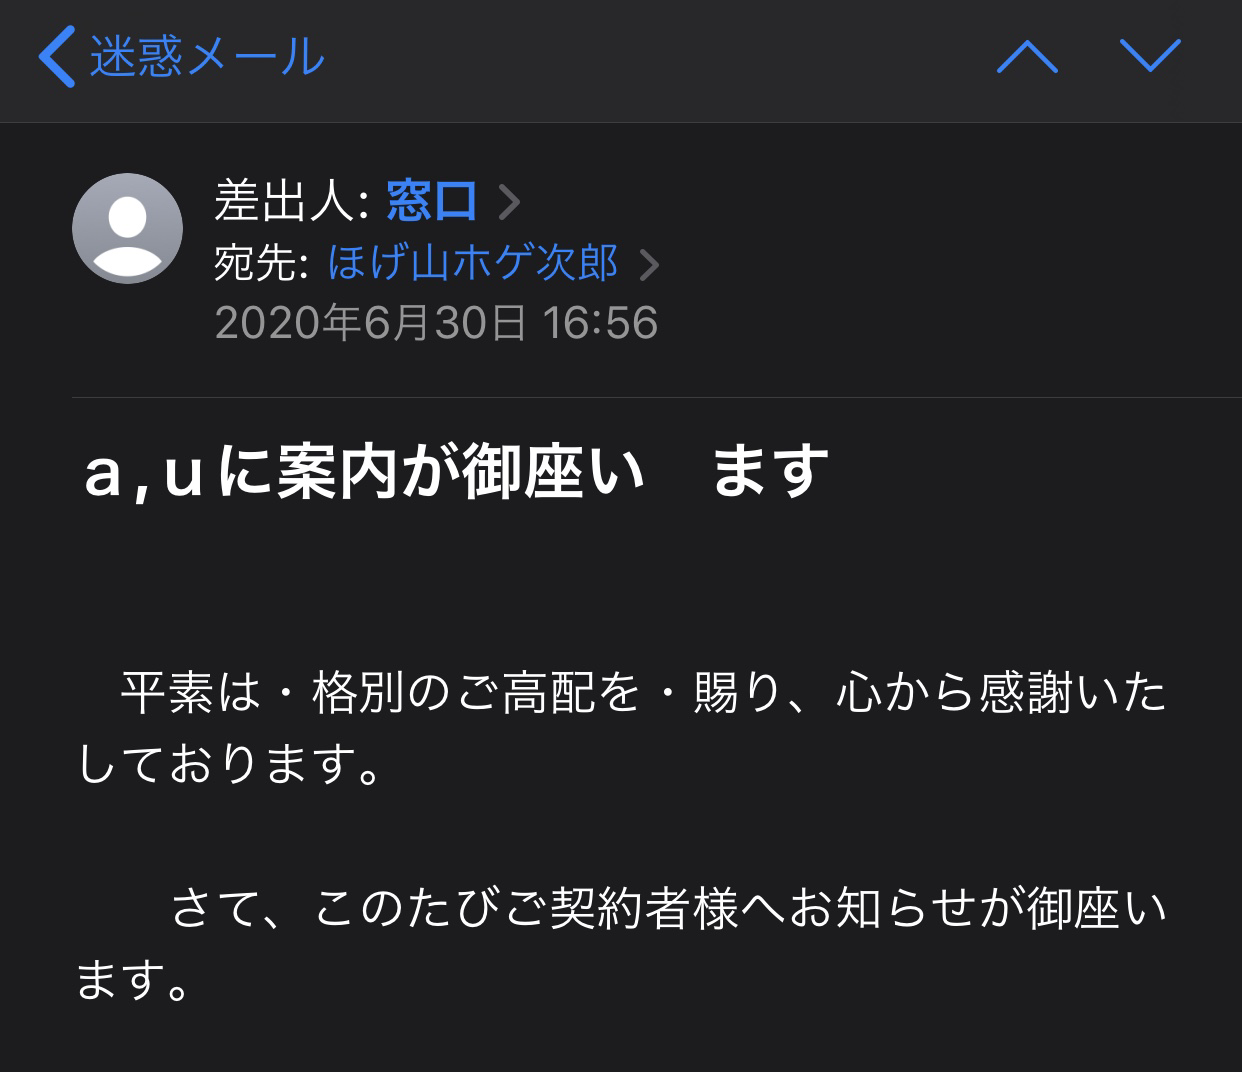 迷惑メール
差出人: 窓口
宛先: ほげ山ホゲ次郎
2020年6月30日 16:56
a,uに案内が御座い　ます
　平素は・格別のご高配を・賜り、心から感謝いた
しております。
　　さて、このたびご契約者様へお知らせが御座い
ます。